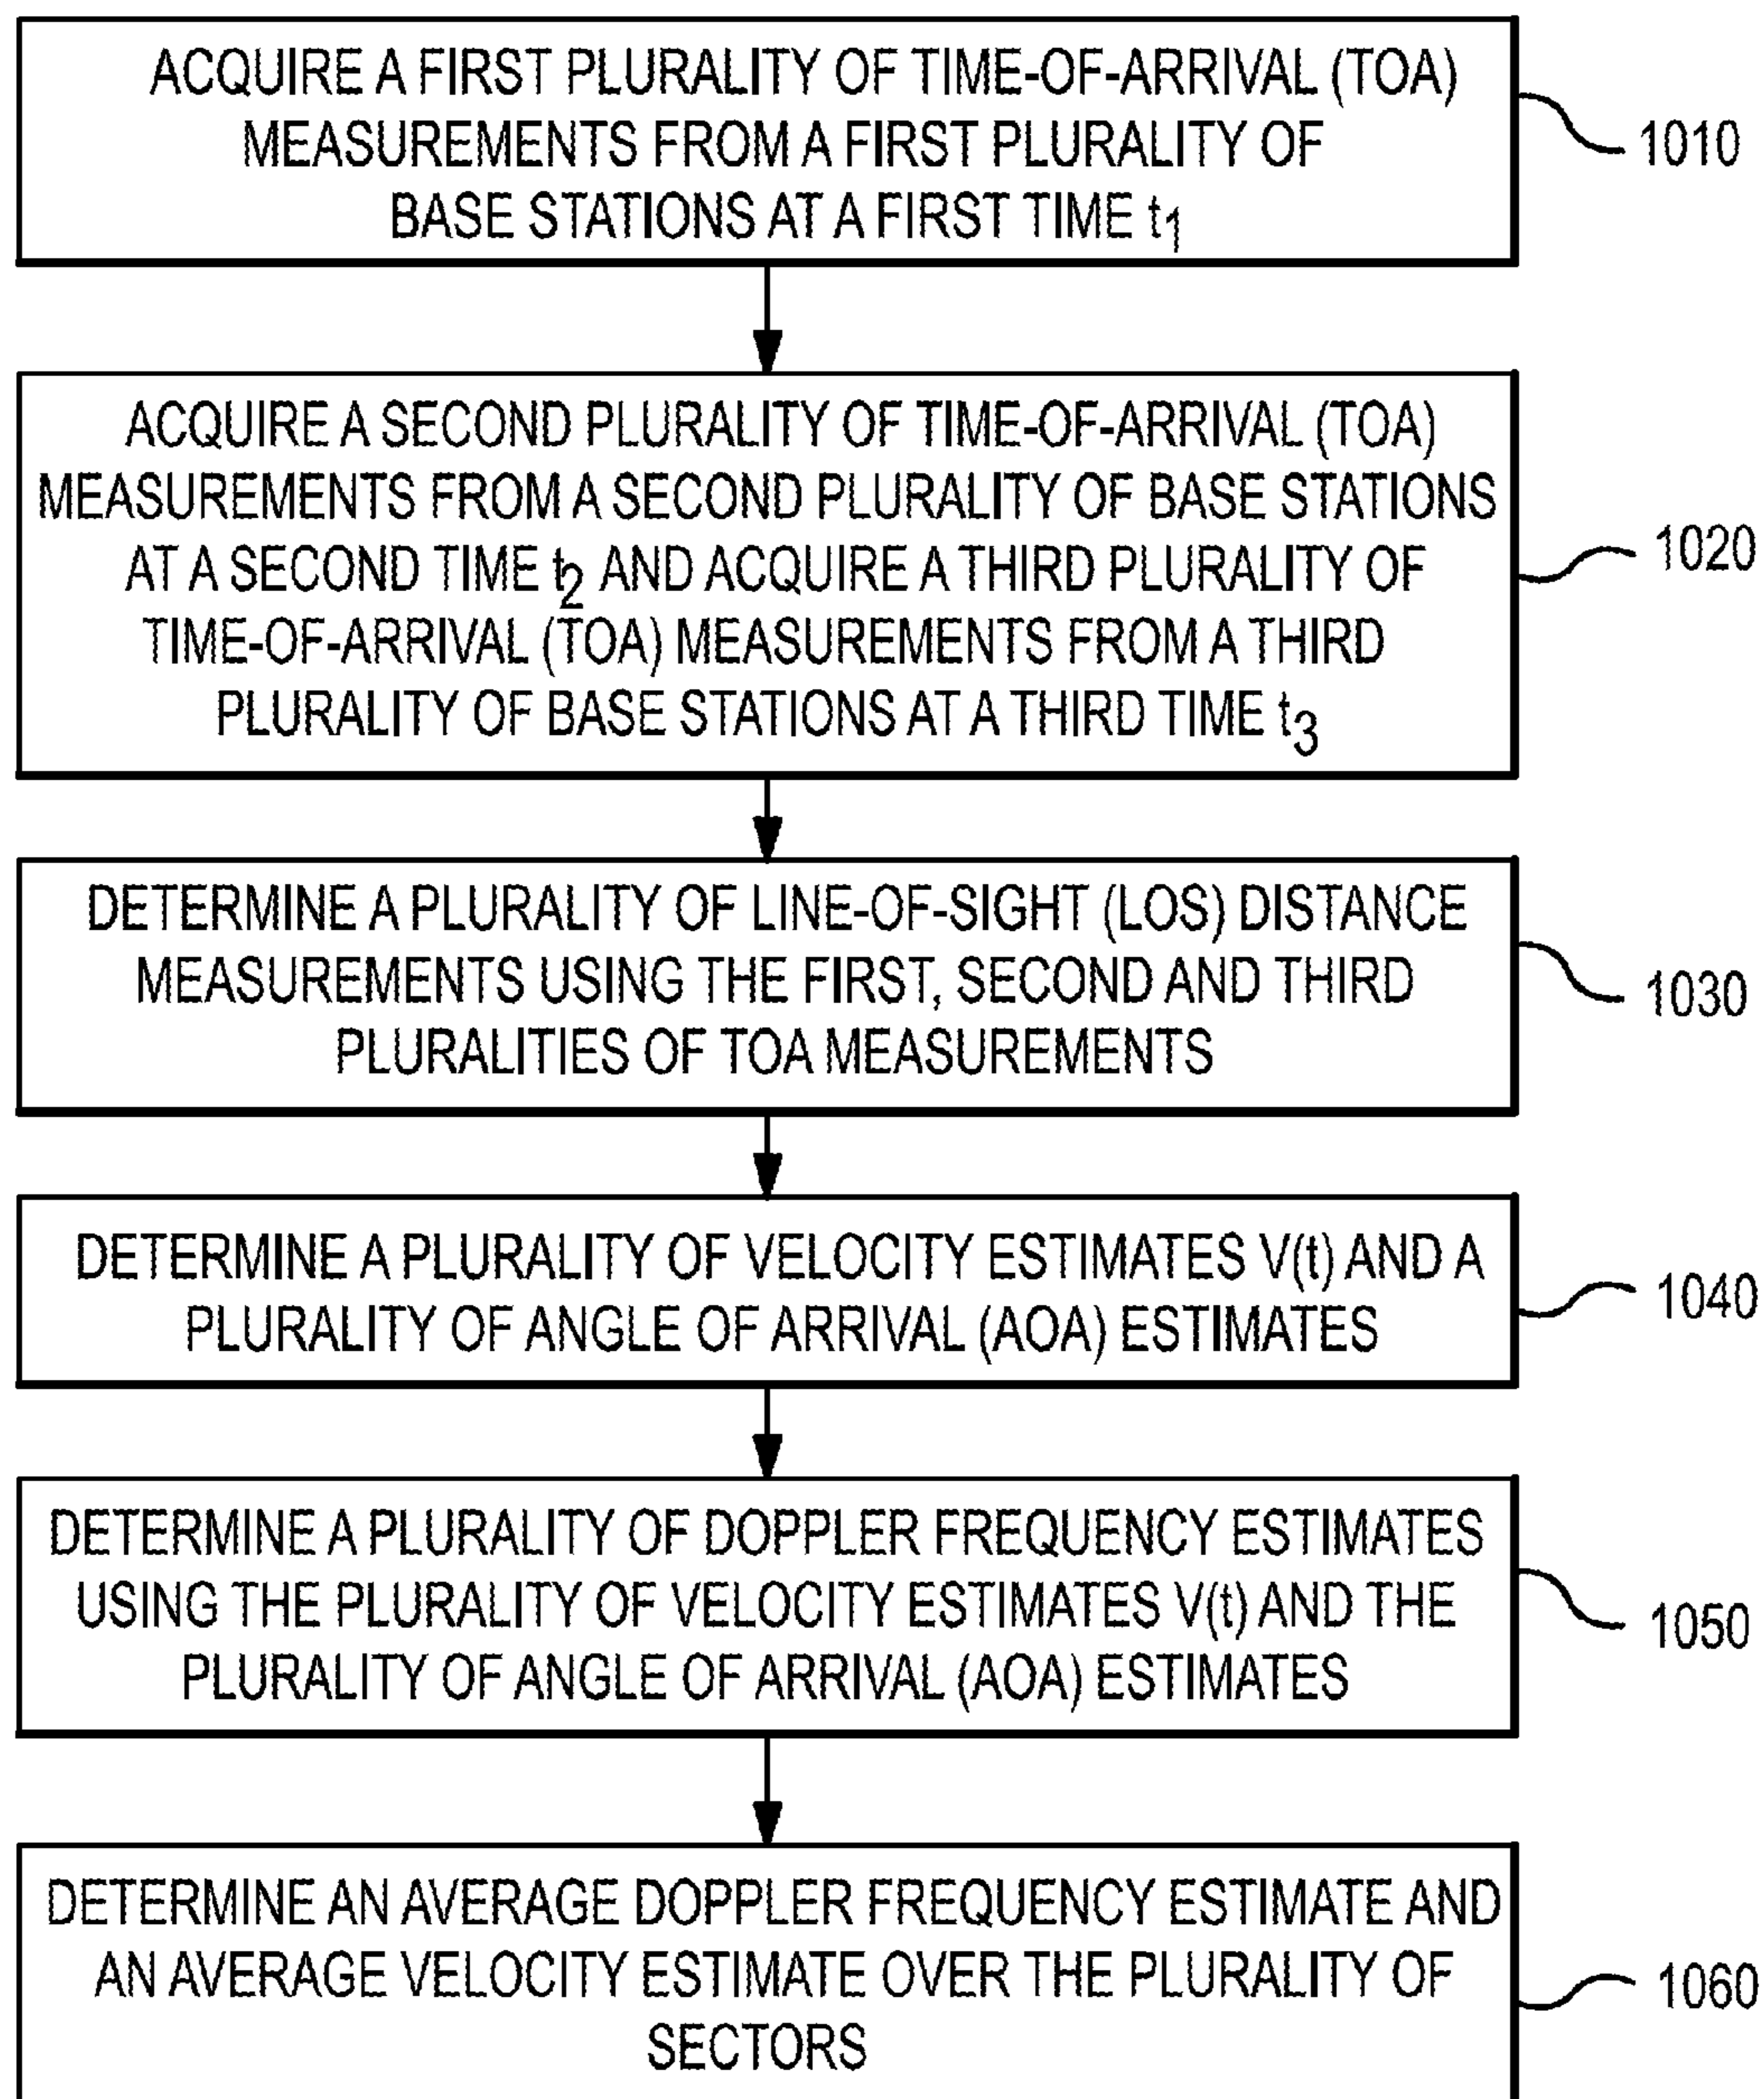 ACQUIRE A FIRST PLURALITY OF TIME-OF-ARRIVAL (TOA)
MEASUREMENTS FROM A FIRST PLURALITY OF
BASE STATIONS AT A FIRST TIME t1
1010
ACQUIRE A SECOND PLURALITY OF TIME-OF-ARRIVAL (TOA)
MEASUREMENTS FROM A SECOND PLURALITY OF BASE STATIONS
AT A SECOND TIME t2 AND ACQUIRE A THIRD PLURALITY OF
TIME-OF-ARRIVAL (TOA) MEASUREMENTS FROM A THIRD
PLURALITY OF BASE STATIONS AT A THIRD TIME t3
1020
DETERMINE A PLURALITY OF LINE-OF-SIGHT (LOS) DISTANCE
MEASUREMENTS USING THE FIRST, SECOND AND THIRD
PLURALITIES OF TOA MEASUREMENTS
1030
DETERMINE A PLURALITY OF VELOCITY ESTIMATES V(t) AND A
PLURALITY OF ANGLE OF ARRIVAL (AOA) ESTIMATES
1040
DETERMINE A PLURALITY OF DOPPLER FREQUENCY ESTIMATES
USING THE PLURALITY OF VELOCITY ESTIMATES V(t) AND THE
PLURALITY OF ANGLE OF ARRIVAL (AOA) ESTIMATES
1050
DETERMINE AN AVERAGE DOPPLER FREQUENCY ESTIMATE AND
AN AVERAGE VELOCITY ESTIMATE OVER THE PLURALITY OF
SECTORS
1060